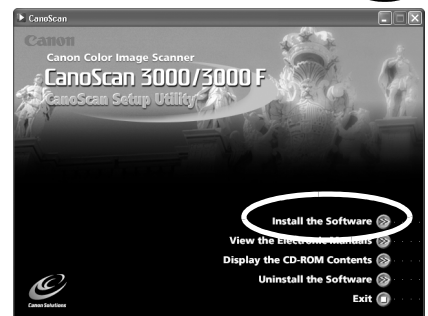 CanoScan
Canon
Canon Color Image Scanner
CanoScan 3000/3000 F
CanoScan Setup Utility
Install the Software
View the Electronic Manuals
Display the CD-ROM Contents
Uninstall the Software
Exit
Canon Solutions